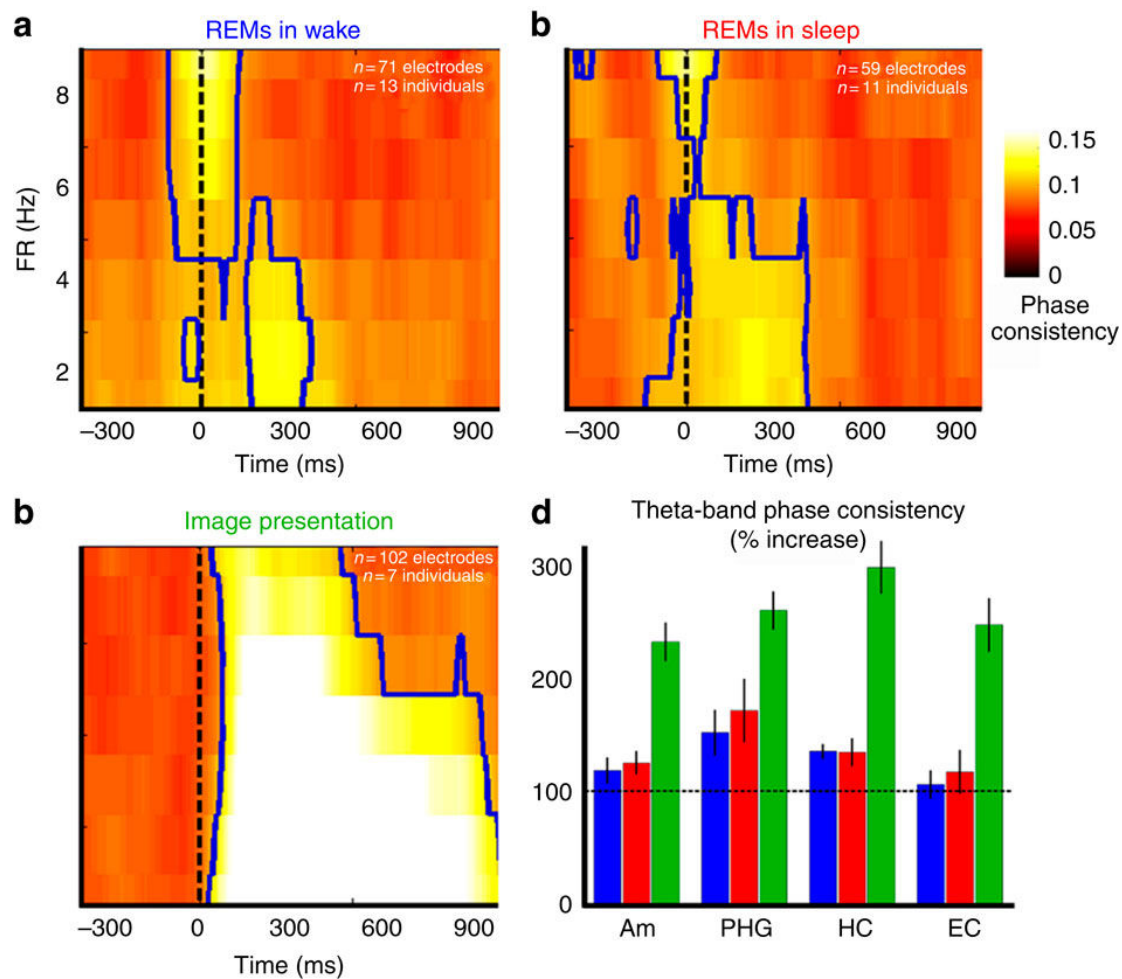 a
REMs in wake
n=71 electrodes
n=13 individuals
8
6
4
2
FR (Hz)
–300 0 300 600 900
Time (ms)
b
REMs in sleep
n=59 electrodes
n=11 individuals
–300 0 300 600 900
Time (ms)
0.15
0.1
0.05
0
Phase
consistency
b
Image presentation
n=102 electrodes
n=7 individuals
–300 0 300 600 900
Time (ms)
d
Theta-band phase consistency
(% increase)
300
200
100
0
Am PHG HC EC